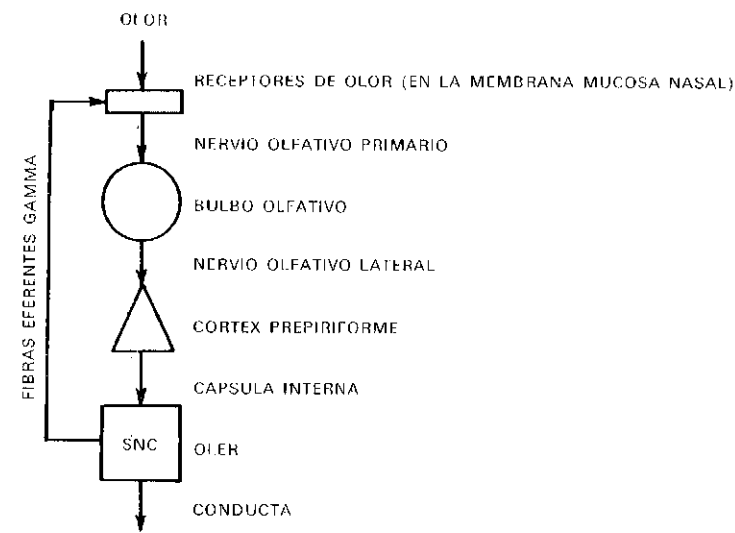 OLOR
RECEPTORES DE OLOR (EN LA MEMBRANA MUCOSA NASAL)
NERVIO OLFATIVO PRIMARIO
BULBO OLFATIVO
NERVIO OLFATIVO LATERAL
CORTEX PREPIRIFORME
CAPSULA INTERNA
SNC
OLER
CONDUCTA
FIBRAS EFERENTES GAMMA